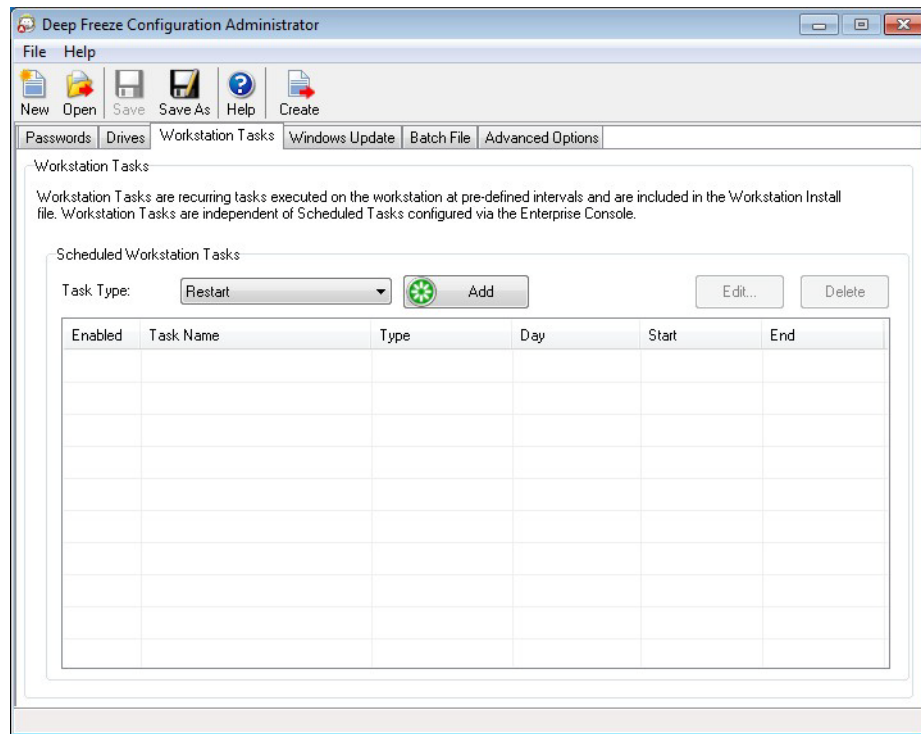 Deep Freeze Configuration Administrator
File Help
New Open Save Save As Help Create
Passwords Drives Workstation Tasks Windows Update Batch File Advanced Options
Workstation Tasks
Workstation Tasks are recurring tasks executed on the workstation at pre-defined intervals and are included in the Workstation Install
file. Workstation Tasks are independent of Scheduled Tasks configured via the Enterprise Console.
Scheduled Workstation Tasks
Task Type: Restart Add Edit... Delete
Enabled Task Name Type Day Start End